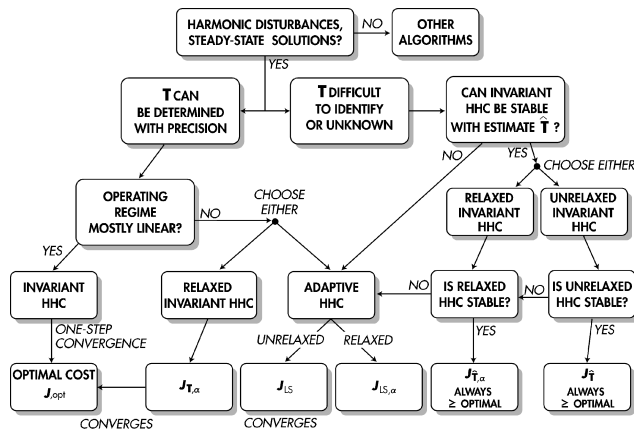 HARMONIC DISTURBANCES,
STEADY-STATE SOLUTIONS?
NO
OTHER
ALGORITHMS
YES
T CAN
BE DETERMINED
WITH PRECISION
T DIFFICULT
TO IDENTIFY
OR UNKNOWN
CAN INVARIANT
HHC BE STABLE
WITH ESTIMATE T̂ ?
NO
YES
CHOOSE EITHER
OPERATING
REGIME
MOSTLY LINEAR?
NO
CHOOSE
EITHER
RELAXED
INVARIANT
HHC
UNRELAXED
INVARIANT
HHC
YES
INVARIANT
HHC
RELAXED
INVARIANT HHC
ADAPTIVE
HHC
NO
IS RELAXED
HHC STABLE?
NO
IS UNRELAXED
HHC STABLE?
ONE-STEP
CONVERGENCE
UNRELAXED
RELAXED
YES
YES
OPTIMAL COST
J,opt
JT,α
JLS
JLS,α
JT̂,α
ALWAYS
≥ OPTIMAL
JT̂
ALWAYS
≥ OPTIMAL
CONVERGES
CONVERGES